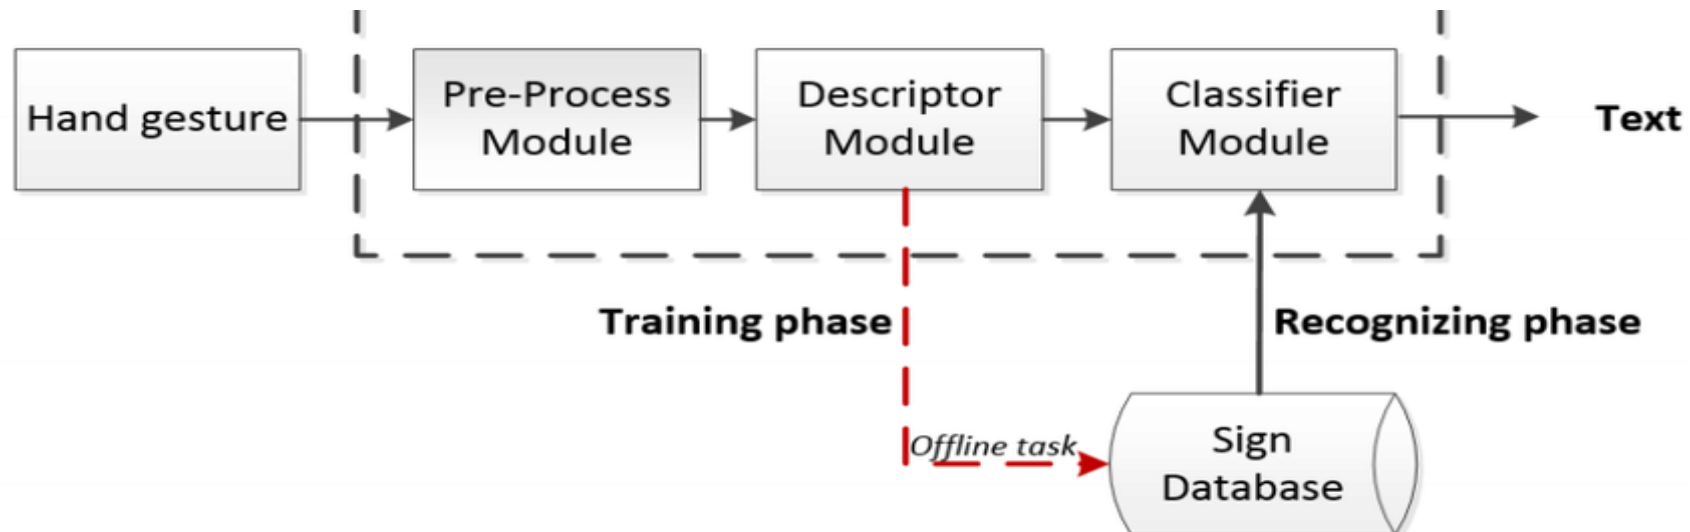 Hand gesture
Pre-Process
Module
Descriptor
Module
Classifier
Module
Text
Training phase
Recognizing phase
Offline task
Sign
Database